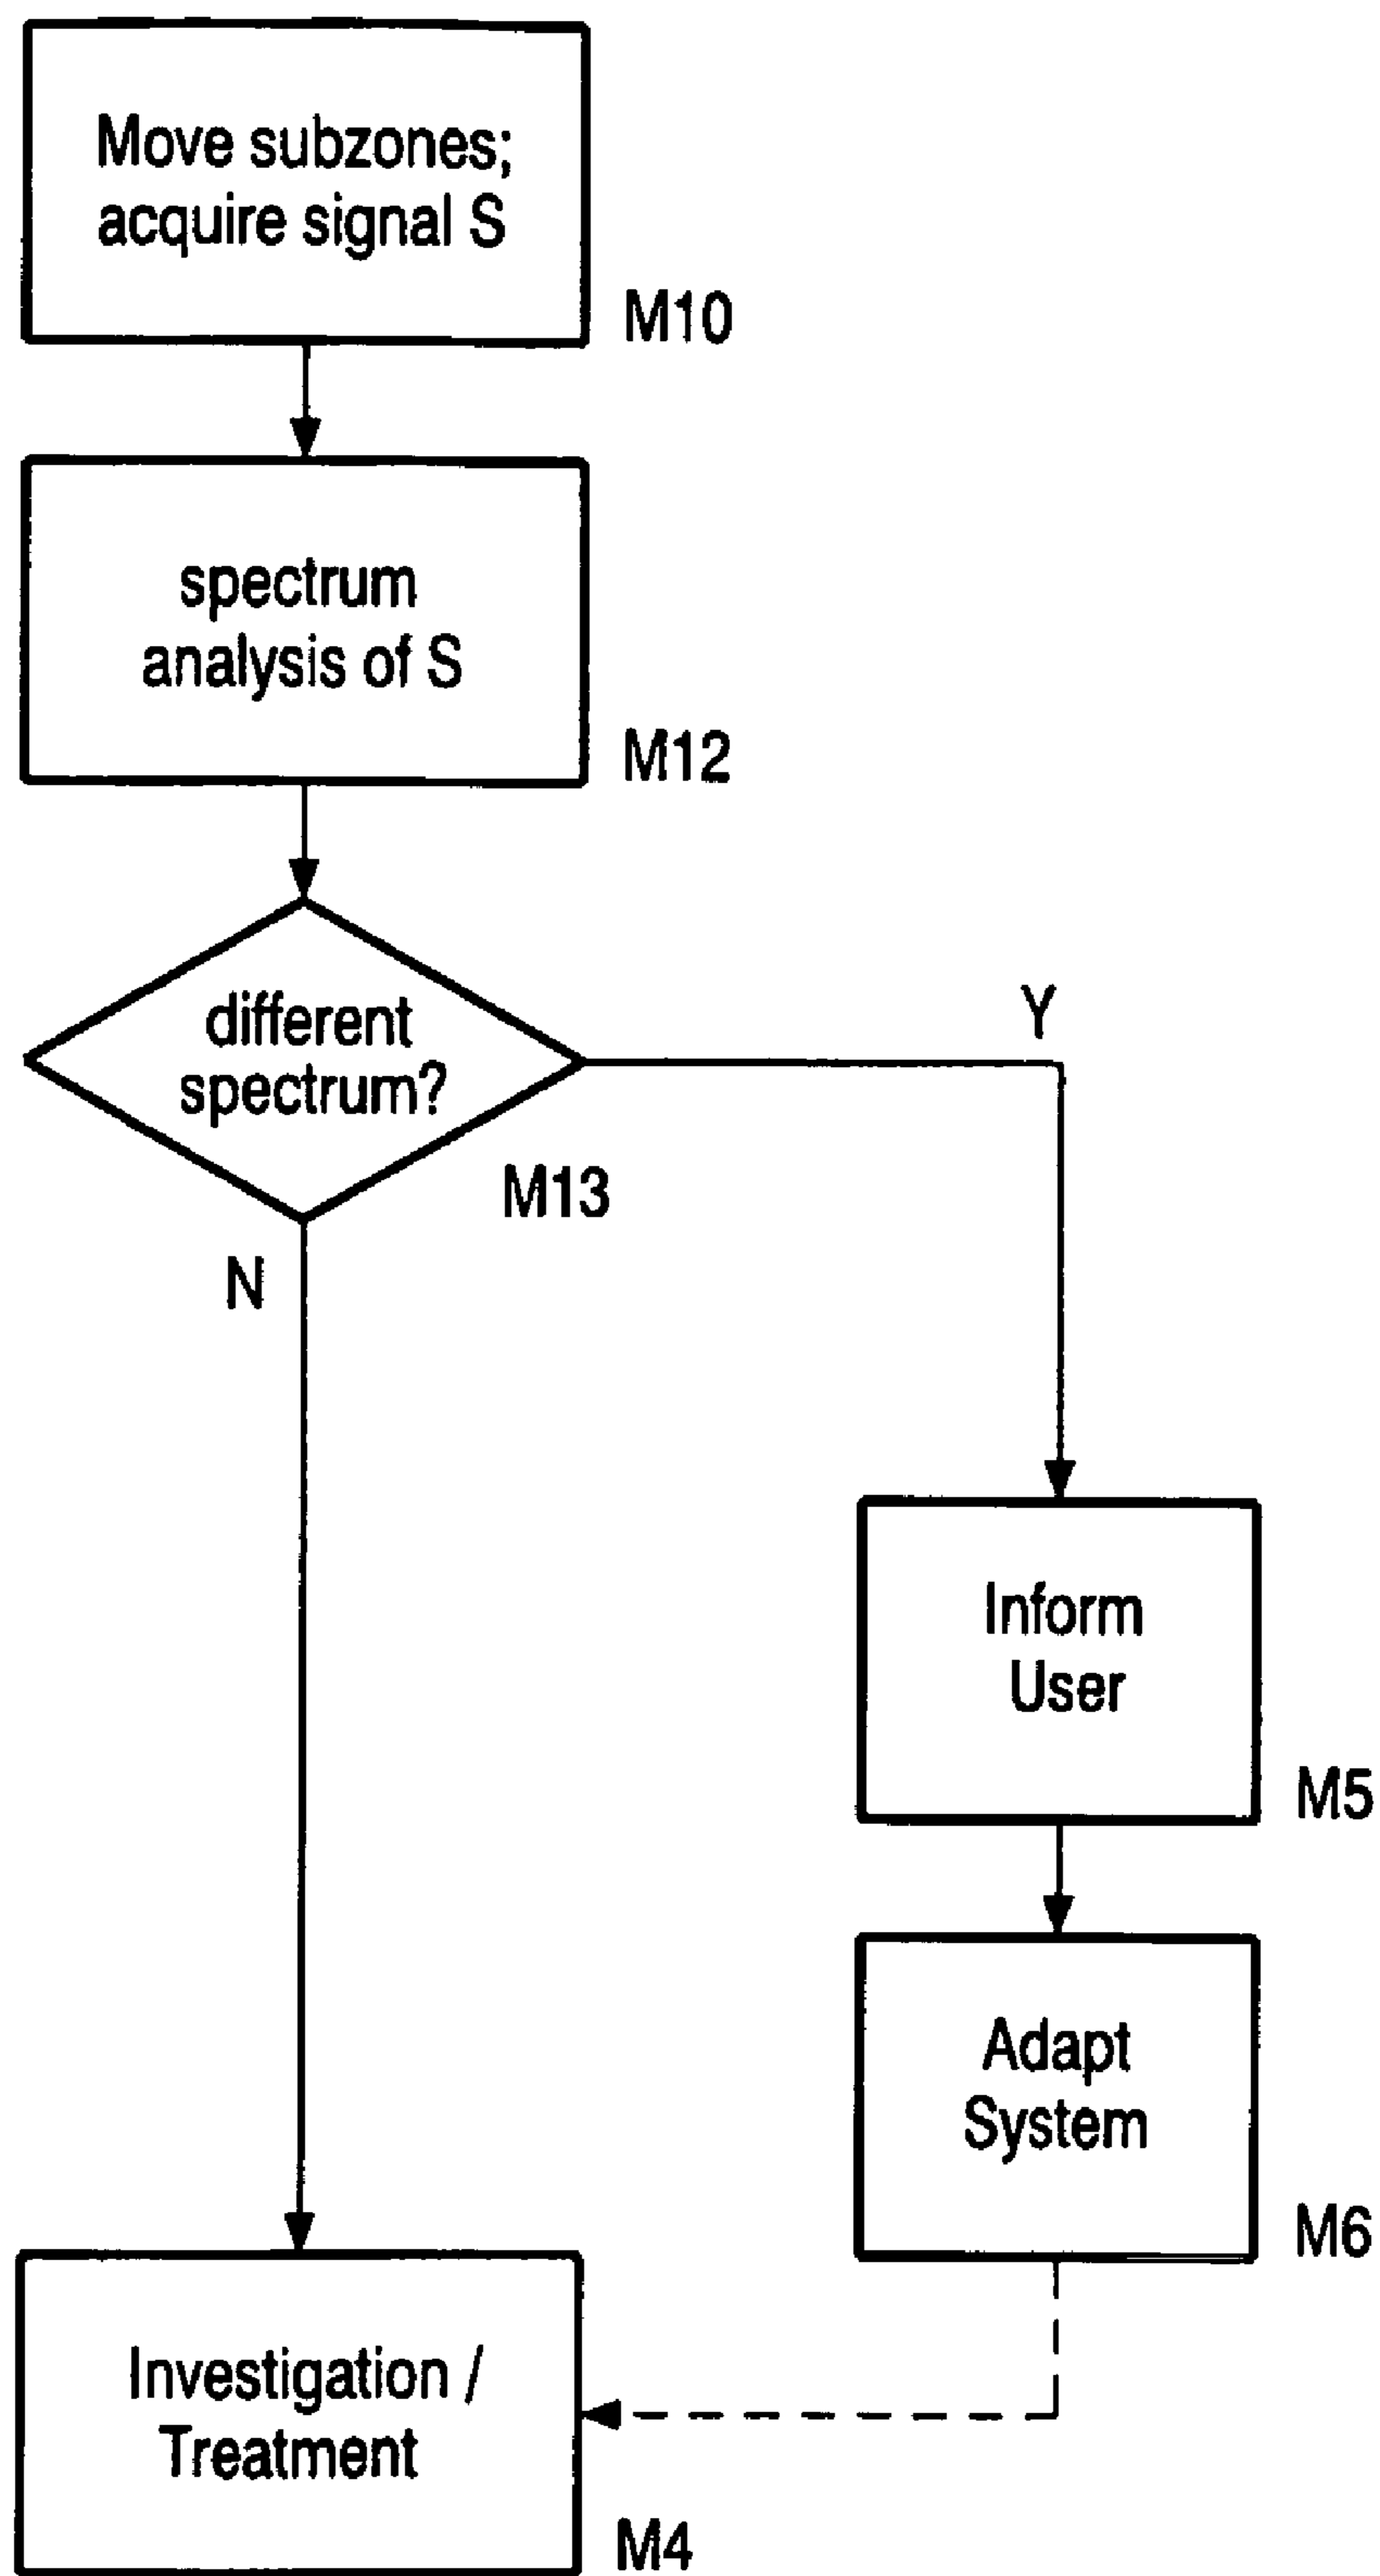 Move subzones;
acquire signal S
M10
spectrum
analysis of S
M12
different
spectrum?
Y
M13
N
Inform
User
M5
Adapt
System
M6
Investigation /
Treatment
M4